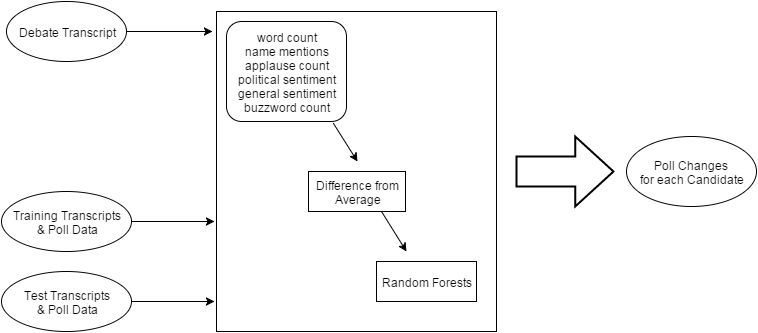 Debate Transcript
word count
name mentions
applause count
political sentiment
general sentiment
buzzword count
Difference from
Average
Poll Changes
for each Candidate
Training Transcripts
& Poll Data
Random Forests
Test Transcripts
& Poll Data